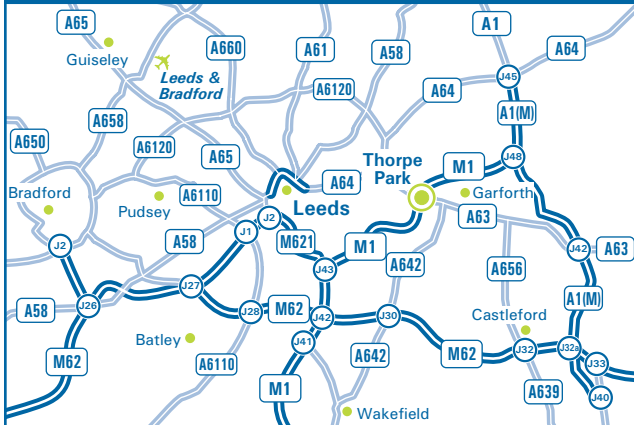 A65
A1
A660
A61
A58
A64
Guiseley
J45
Leeds &
Bradford
A6120
A64
A658
A1(M)
A650
A6120
A65
Thorpe
Park
M1
J48
A64
Bradford
A6110
Garforth
Pudsey
Leeds
A63
J2
J1
A58
M621
M1
J2
A642
J42
A63
J43
A656
J27
A1(M)
J26
A58
J28
M62
J42
J30
Castleford
Batley
J41
J32
J32a
M62
A6110
A642
M62
J33
M1
A639
J40
Wakefield